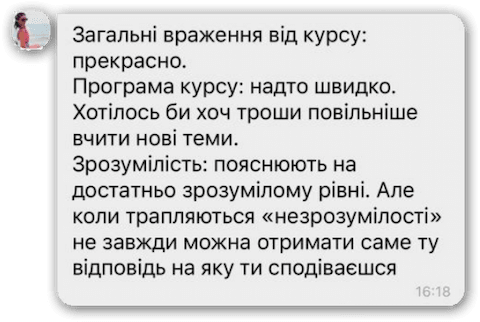 Загальні враження від курсу:
прекрасно.
Програма курсу: надто швидко.
Хотілось би хоч троши повільніше
вчити нові теми.
Зрозумілість: пояснюють на
достатньо зрозумілому рівні. Але
коли трапляються «незрозумілості»
не завжди можна отримати саме ту
відповідь на яку ти сподіваєшся
16:18